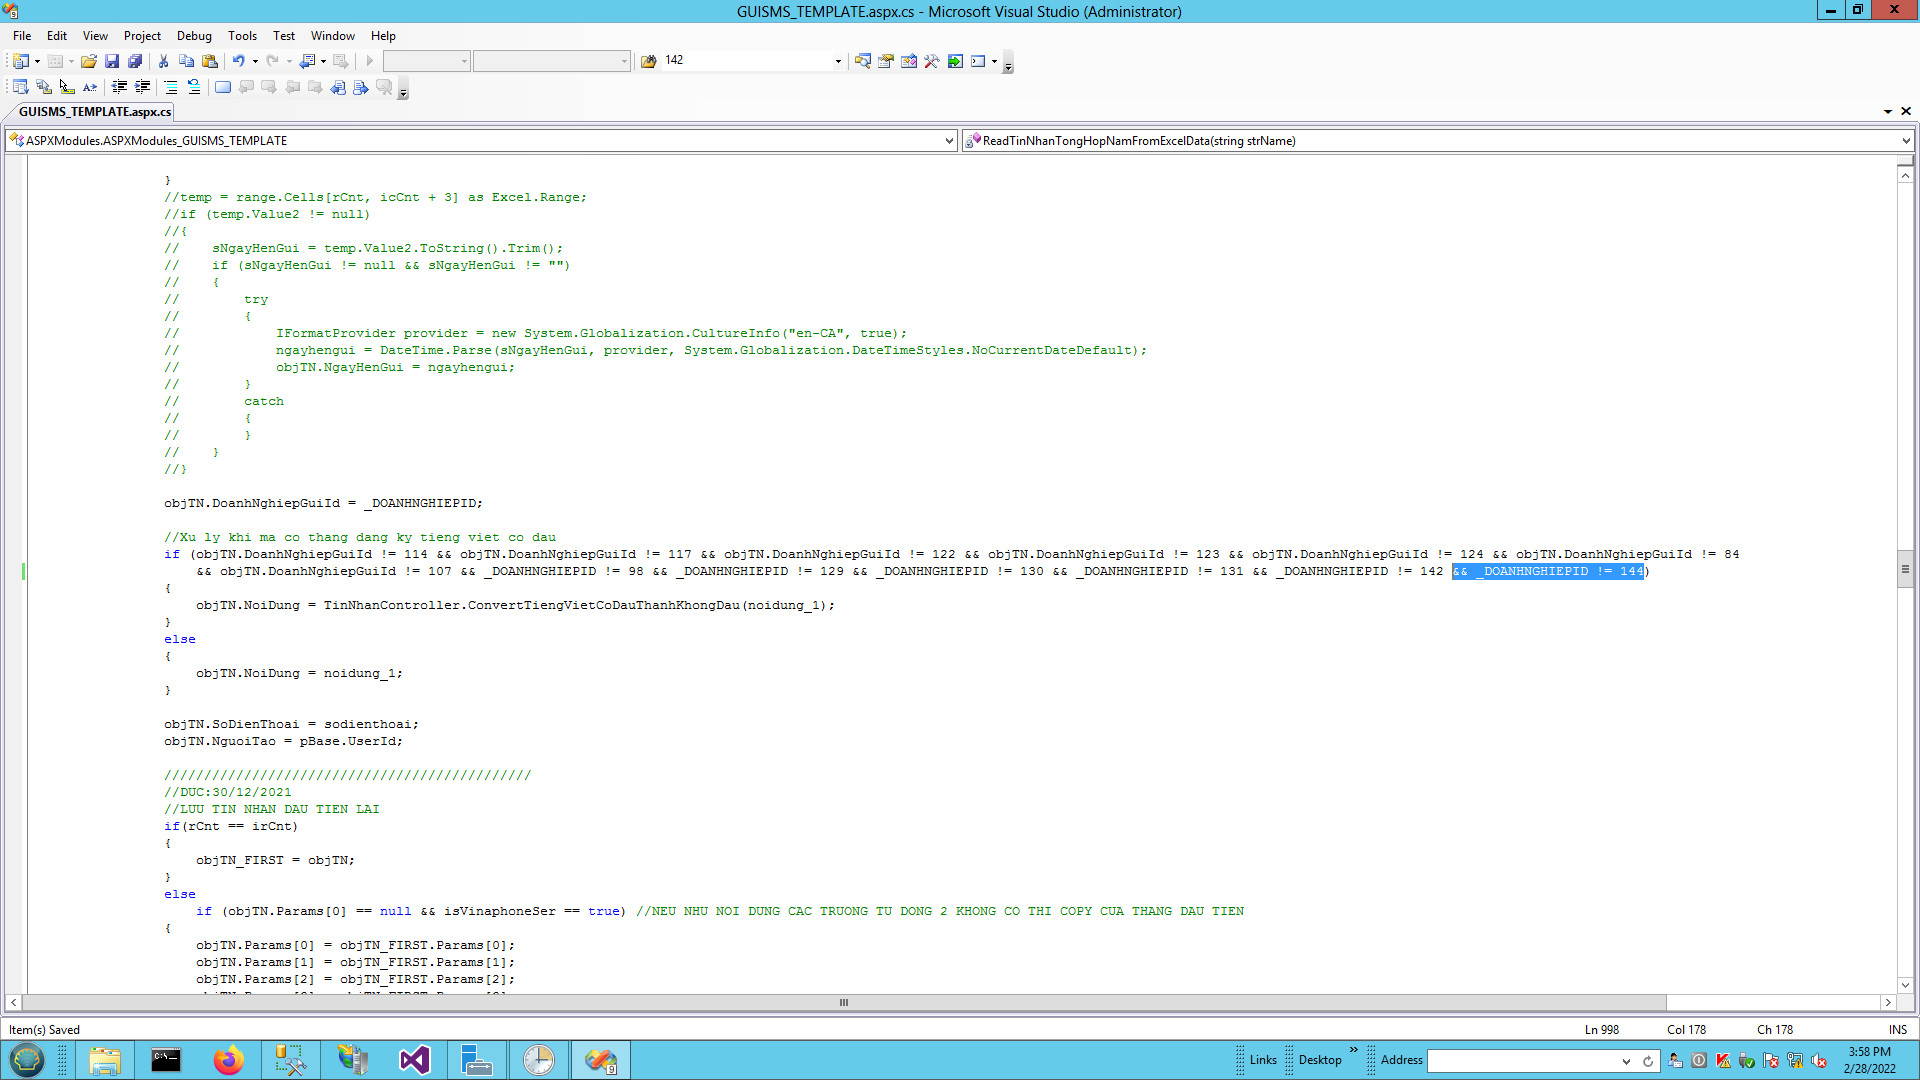 GUISMS_TEMPLATE.aspx.cs - Microsoft Visual Studio (Administrator)
File Edit View Project Debug Tools Test Window Help
142
GUISMS_TEMPLATE.aspx.cs
ASPXModules.ASPXModules_GUISMS_TEMPLATE
ReadTinNhanTongHopNamFromExcelData(string strName)
}
//temp = range.Cells[rCnt, icCnt + 3] as Excel.Range;
//if (temp.Value2 != null)
//{
//    sNgayHenGui = temp.Value2.ToString().Trim();
//    if (sNgayHenGui != null && sNgayHenGui != "")
//    {
//        try
//        {
//            IFormatProvider provider = new System.Globalization.CultureInfo("en-CA", true);
//            ngayhengui = DateTime.Parse(sNgayHenGui, provider, System.Globalization.DateTimeStyles.NoCurrentDateDefault);
//            objTN.NgayHenGui = ngayhengui;
//        }
//        catch
//        {
//        }
//    }
//}
objTN.DoanhNghiepGuiId = _DOANHNGHIEPID;
//Xu ly khi ma co thang dang ky tieng viet co dau
if (objTN.DoanhNghiepGuiId != 114 && objTN.DoanhNghiepGuiId != 117 && objTN.DoanhNghiepGuiId != 122 && objTN.DoanhNghiepGuiId != 123 && objTN.DoanhNghiepGuiId != 124 && objTN.DoanhNghiepGuiId != 84
&& objTN.DoanhNghiepGuiId != 107 && _DOANHNGHIEPID != 98 && _DOANHNGHIEPID != 129 && _DOANHNGHIEPID != 130 && _DOANHNGHIEPID != 131 && _DOANHNGHIEPID != 142 && _DOANHNGHIEPID != 144)
{
objTN.NoiDung = TinNhanController.ConvertTiengVietCoDauThanhKhongDau(noidung_1);
}
else
{
objTN.NoiDung = noidung_1;
}
objTN.SoDienThoai = sodienthoai;
objTN.NguoiTao = pBase.UserId;
//////////////////////////////////////////////
//DUC:30/12/2021
//LUU TIN NHAN DAU TIEN LAI
if(rCnt == irCnt)
{
objTN_FIRST = objTN;
}
else
if (objTN.Params[0] == null && isVinaphoneSer == true) //NEU NHU NOI DUNG CAC TRUONG TU DONG 2 KHONG CO THI COPY CUA THANG DAU TIEN
{
objTN.Params[0] = objTN_FIRST.Params[0];
objTN.Params[1] = objTN_FIRST.Params[1];
objTN.Params[2] = objTN_FIRST.Params[2];
Item(s) Saved Ln 998 Col 178 Ch 178 INS
Links Desktop » Address
3:58 PM
2/28/2022